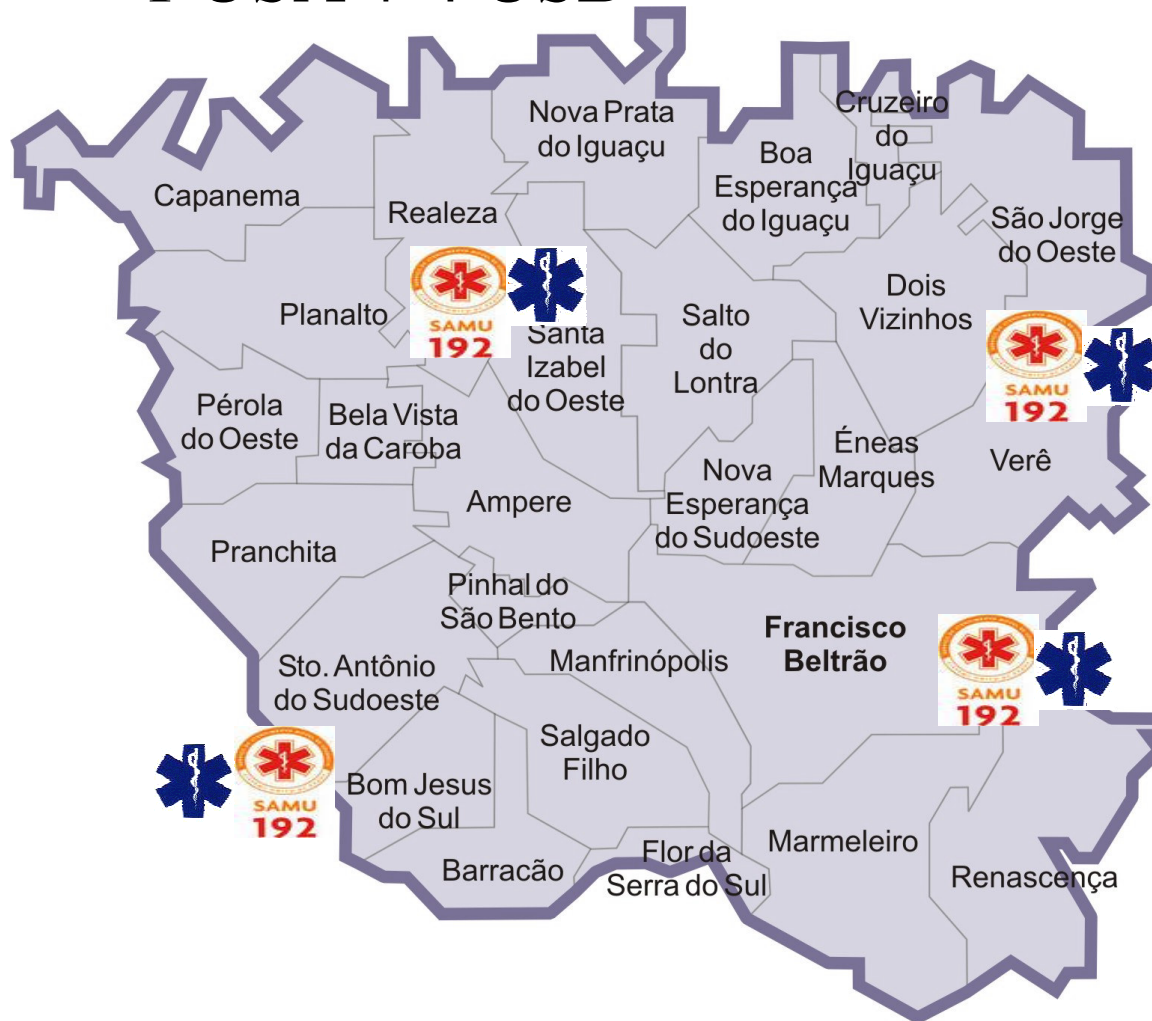 Nova Prata
do Iguaçu
Cruzeiro
do
Iguaçu
Boa
Esperança
do Iguaçu
Capanema
Realeza
São Jorge
do Oeste
Dois
Vizinhos
Planalto
SAMU
192
Santa
Izabel
do Oeste
Salto
do
Lontra
SAMU
192
Pérola
do Oeste
Bela Vista
da Caroba
Éneas
Marques
Verê
Nova
Esperança
do Sudoeste
Ampere
Pranchita
Pinhal do
São Bento
Francisco
Beltrão
Manfrinópolis
Sto. Antônio
do Sudoeste
SAMU
192
Salgado
Filho
SAMU
192
Bom Jesus
do Sul
Marmeleiro
Barracão
Flor da
Serra do Sul
Renascença